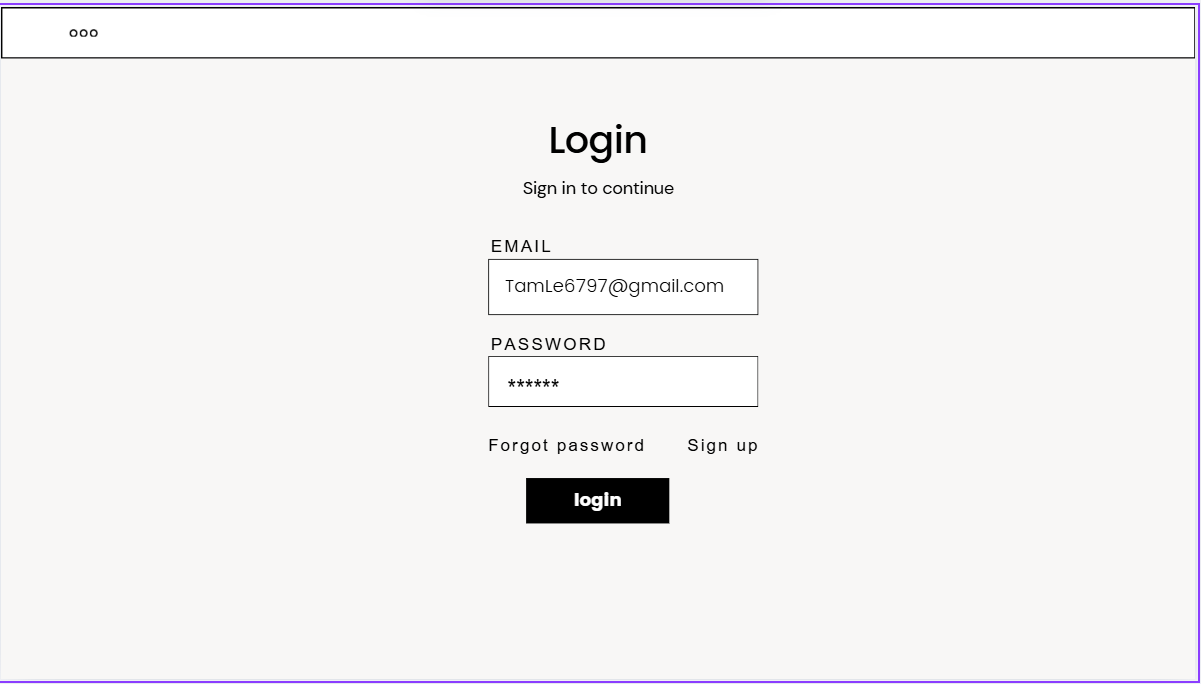 ooo
Login
Sign in to continue
EMAIL
TamLe6797@gmail.com
PASSWORD
******
Forgot password Sign up
login